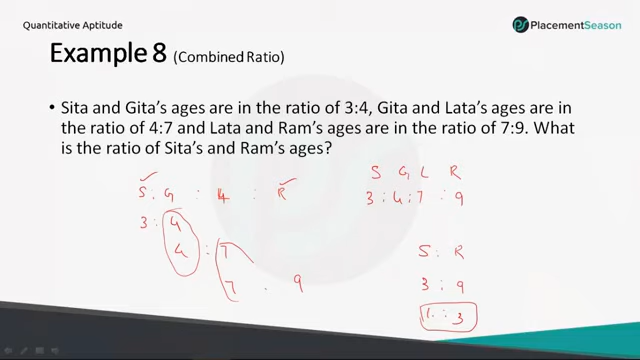 Quantitative Aptitude
PlacementSeason
Example 8 (Combined Ratio)
• Sita and Gita's ages are in the ratio of 3:4, Gita and Lata's ages are in
the ratio of 4:7 and Lata and Ram's ages are in the ratio of 7:9. What
is the ratio of Sita's and Ram's ages?
S G L R
3 : 4 : 7 : 9
S : G : L : R
3 : 4
4 : 7
7 : 9
S : R
3 : 9
1 : 3